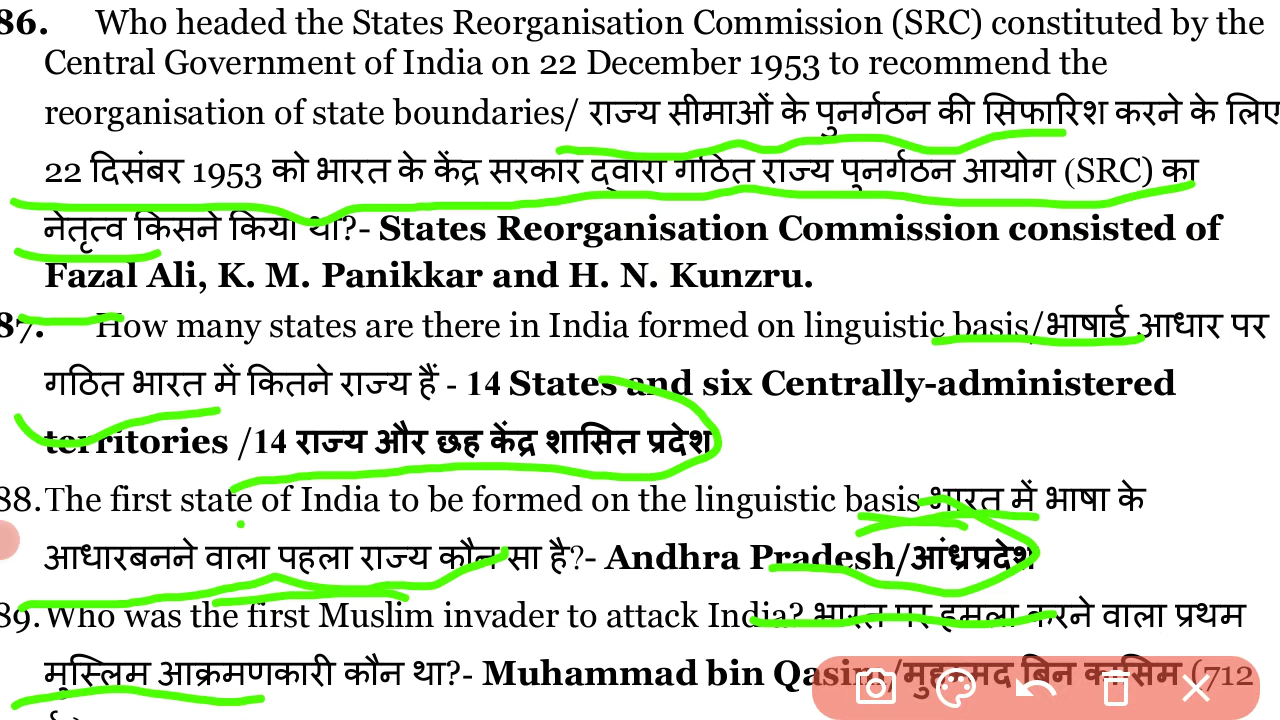 86. Who headed the States Reorganisation Commission (SRC) constituted by the
Central Government of India on 22 December 1953 to recommend the
reorganisation of state boundaries/ राज्य सीमाओं के पुनर्गठन की सिफारिश करने के लिए
22 दिसंबर 1953 को भारत के केंद्र सरकार द्वारा गठित राज्य पुनर्गठन आयोग (SRC) का
नेतृत्व किसने किया था?- States Reorganisation Commission consisted of
Fazal Ali, K. M. Panikkar and H. N. Kunzru.
87. How many states are there in India formed on linguistic basis/भाषाई आधार पर
गठित भारत में कितने राज्य हैं - 14 States and six Centrally-administered
territories /14 राज्य और छह केंद्र शासित प्रदेश
88. The first state of India to be formed on the linguistic basis भारत में भाषा के
आधारबनने वाला पहला राज्य कौन सा है?- Andhra Pradesh/आंध्रप्रदेश
89. Who was the first Muslim invader to attack India? भारत पर हमला करने वाला प्रथम
मुस्लिम आक्रमणकारी कौन था?- Muhammad bin Qasim/मुहम्मद बिन कासिम (712